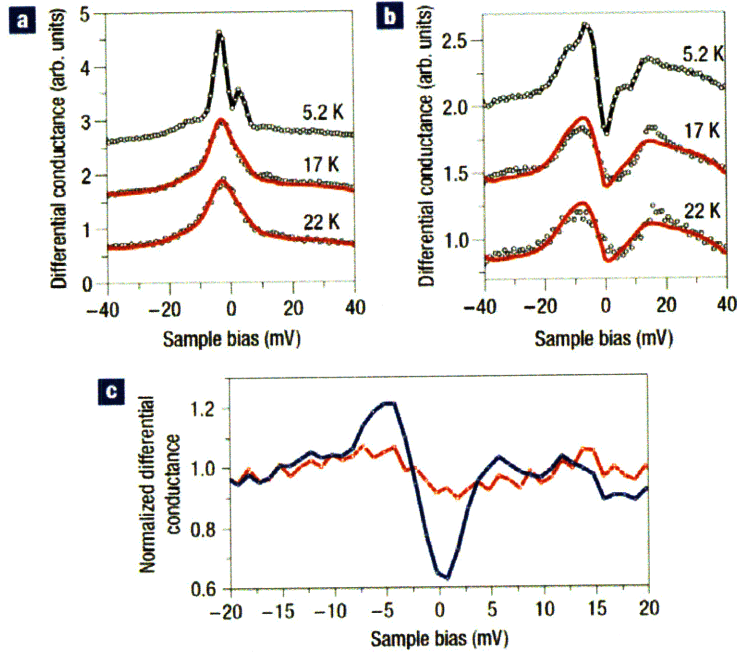 a
Differential conductance (arb. units)
5
4
3
2
1
0
5.2 K
17 K
22 K
−40
−20
0
20
40
Sample bias (mV)
b
Differential conductance (arb. units)
2.5
2.0
1.5
1.0
5.2 K
17 K
22 K
−40
−20
0
20
40
Sample bias (mV)
c
Normalized differential
conductance
1.2
1.0
0.8
0.6
−20
−15
−10
−5
0
5
10
15
20
Sample bias (mV)